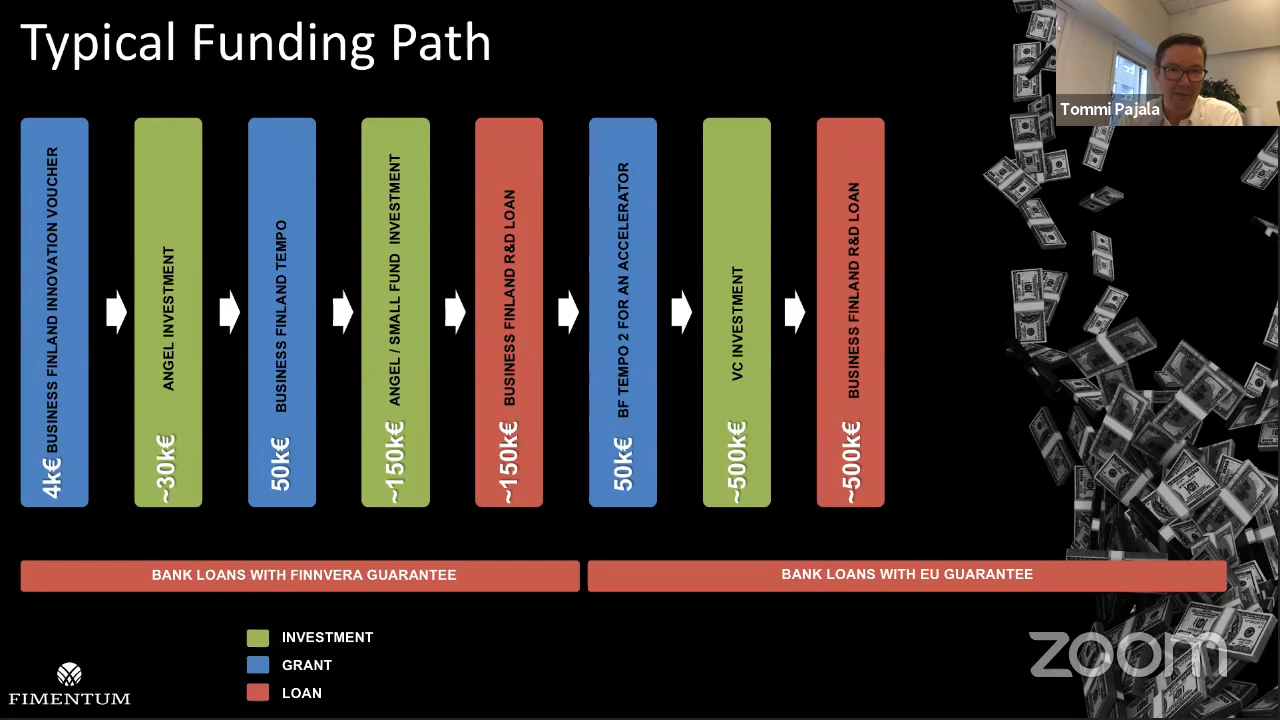 Typical Funding Path
Tommi Pajala
4k€ BUSINESS FINLAND INNOVATION VOUCHER
~30k€ ANGEL INVESTMENT
50k€ BUSINESS FINLAND TEMPO
~150k€ ANGEL / SMALL FUND INVESTMENT
~150k€ BUSINESS FINLAND R&D LOAN
50k€ BF TEMPO 2 FOR AN ACCELERATOR
~500k€ VC INVESTMENT
~500k€ BUSINESS FINLAND R&D LOAN
BANK LOANS WITH FINNVERA GUARANTEE
BANK LOANS WITH EU GUARANTEE
INVESTMENT
GRANT
LOAN
FIMENTUM
zoom